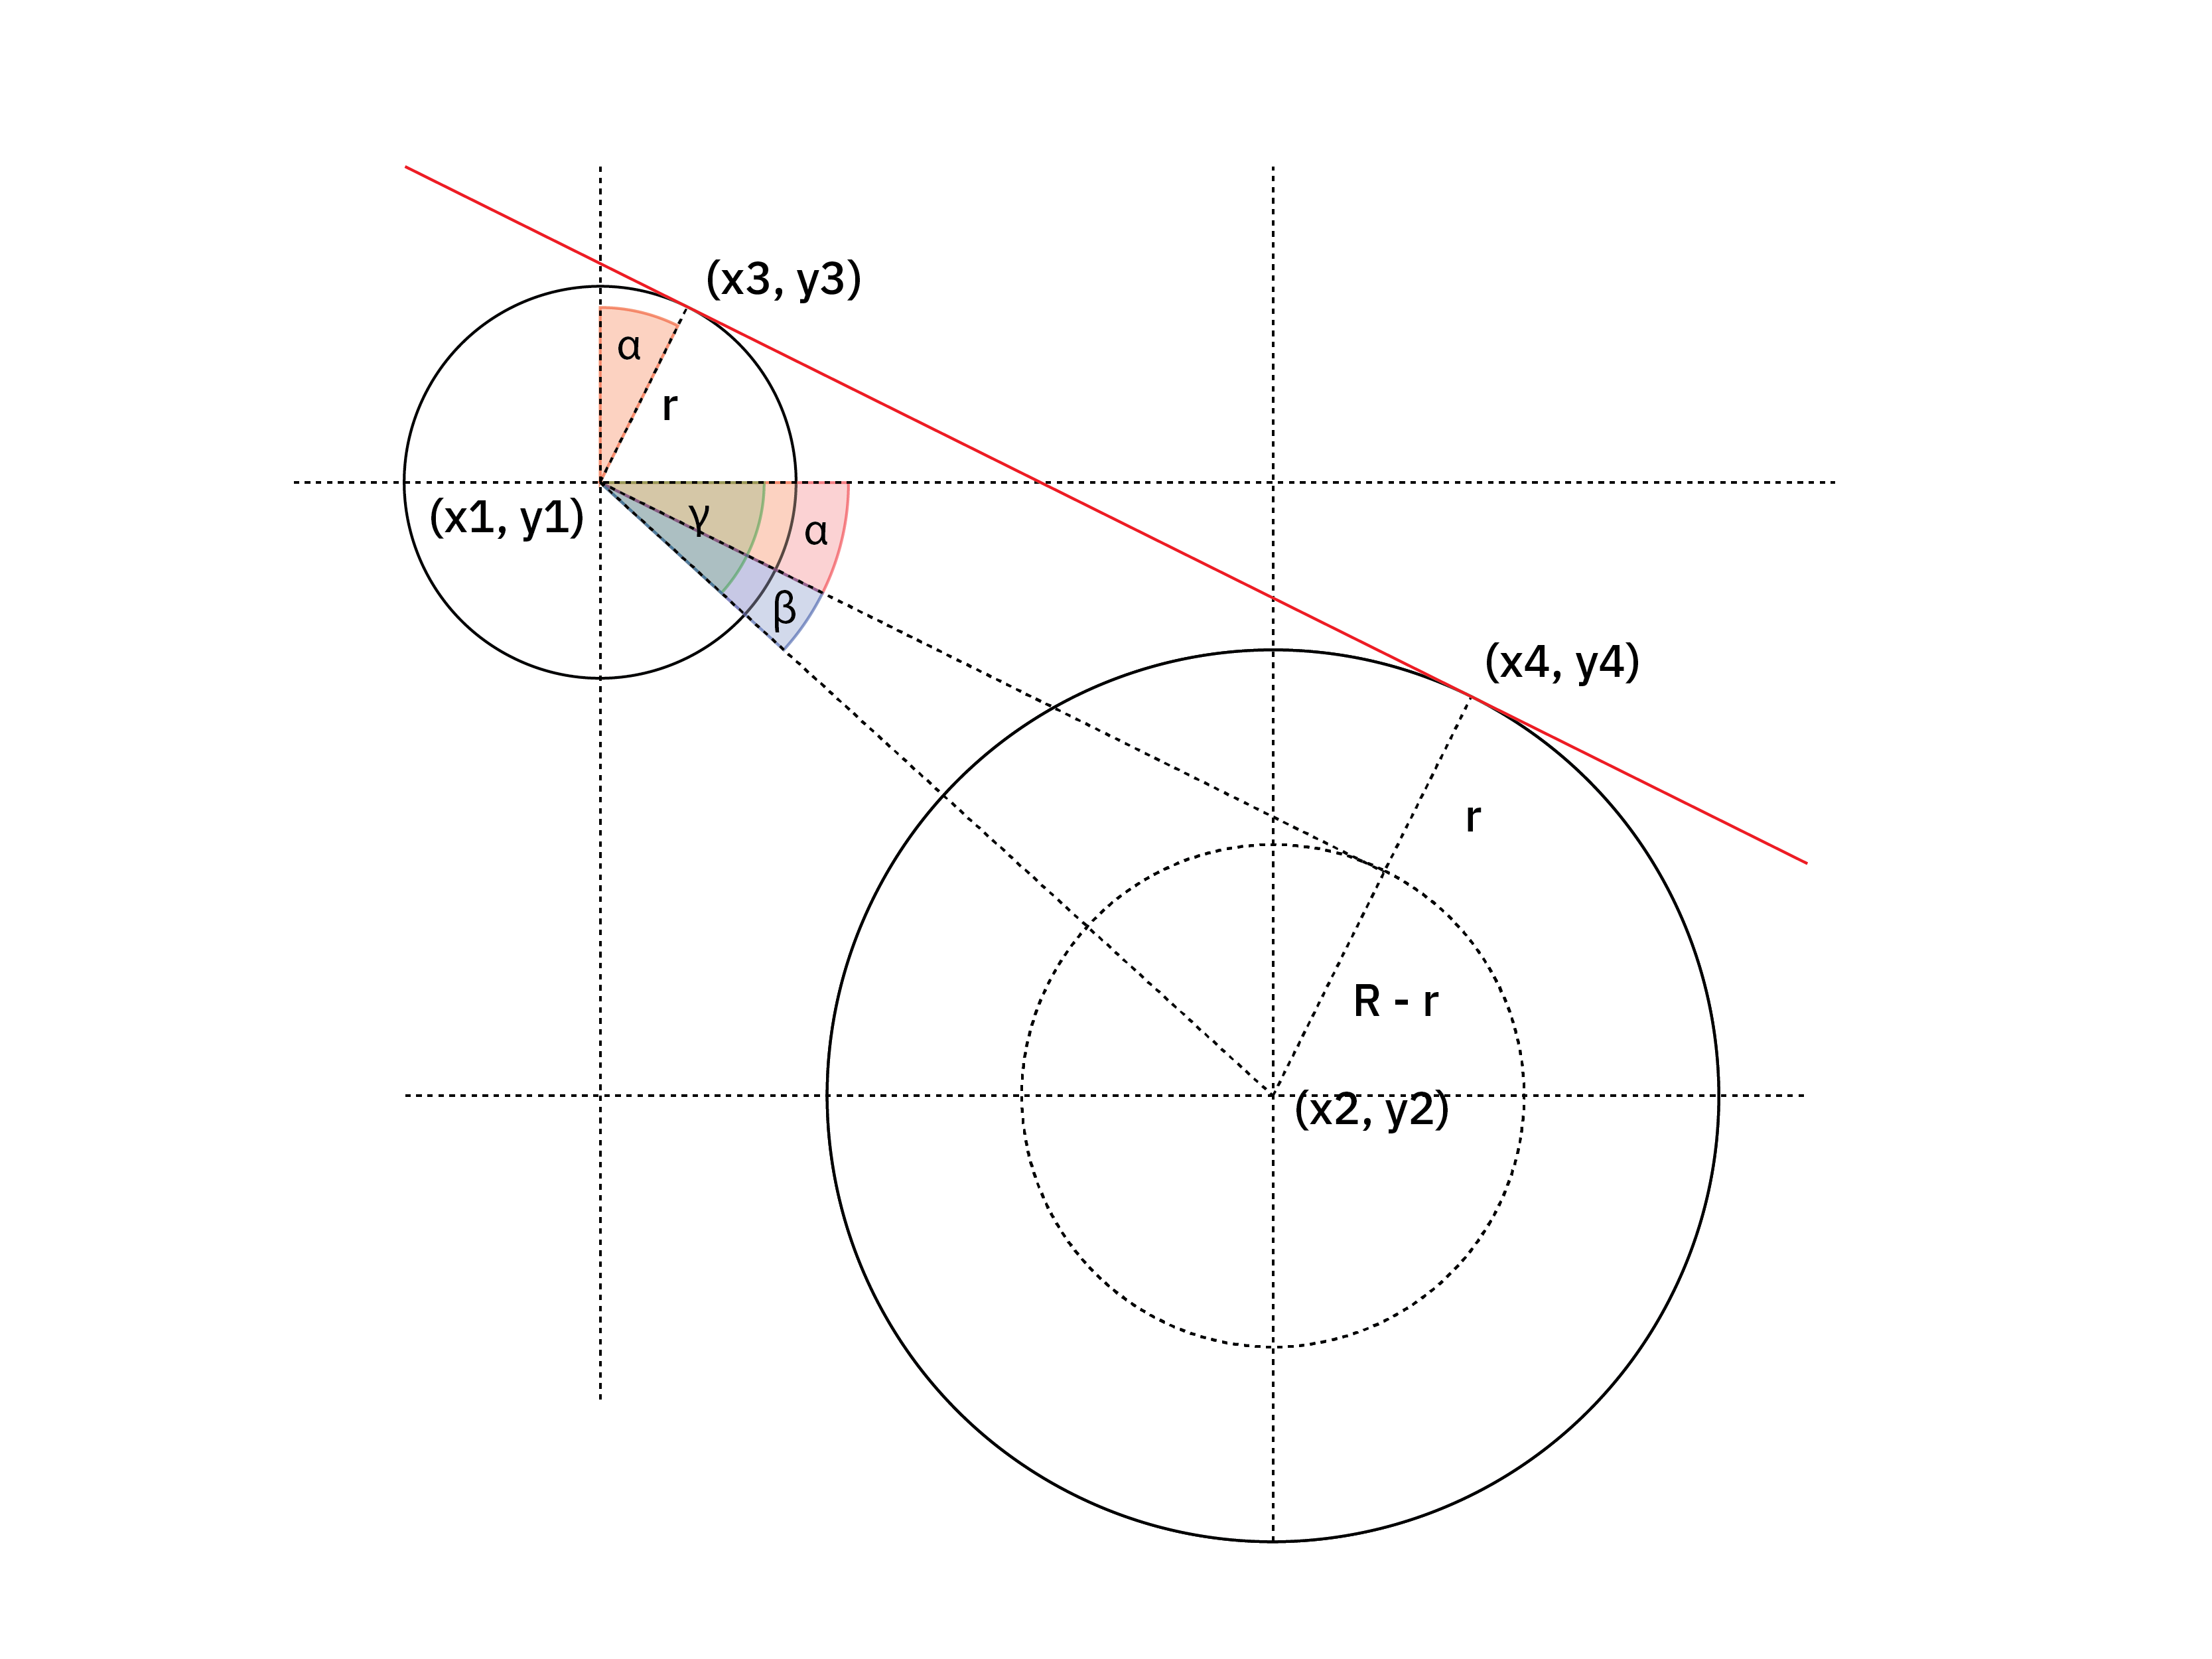 (x3, y3)
α
r
(x1, y1)
γ
α
β
(x4, y4)
r
R - r
(x2, y2)